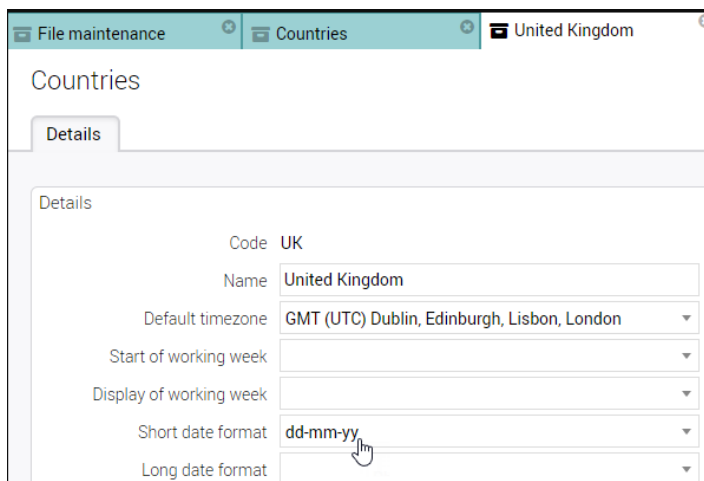 File maintenance
Countries
United Kingdom
Countries
Details
Details
Code UK
Name United Kingdom
Default timezone GMT (UTC) Dublin, Edinburgh, Lisbon, London
Start of working week
Display of working week
Short date format dd-mm-yy
Long date format